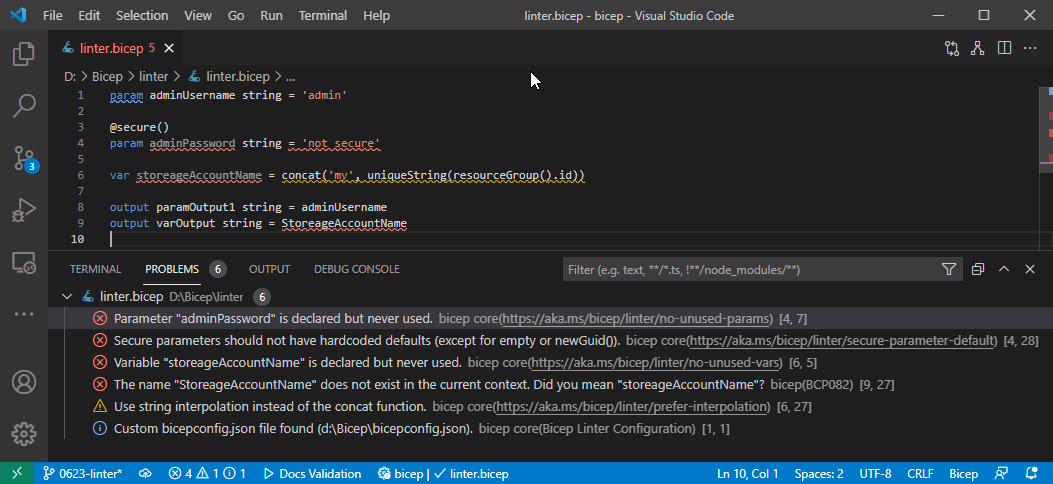 File Edit Selection View Go Run Terminal Help linter.bicep - bicep - Visual Studio Code
linter.bicep 5
D: > Bicep > linter > linter.bicep > ...
1 param adminUsername string = 'admin'
2
3 @secure()
4 param adminPassword string = 'not secure'
5
6 var storeageAccountName = concat('my', uniqueString(resourceGroup().id))
7
8 output paramOutput1 string = adminUsername
9 output varOutput string = StoreageAccountName
10
3
TERMINAL PROBLEMS 6 OUTPUT DEBUG CONSOLE Filter (e.g. text, **/*.ts, !**/node_modules/**)
linter.bicep D:\Bicep\linter 6
Parameter "adminPassword" is declared but never used. bicep core(https://aka.ms/bicep/linter/no-unused-params) [4, 7]
Secure parameters should not have hardcoded defaults (except for empty or newGuid()). bicep core(https://aka.ms/bicep/linter/secure-parameter-default) [4, 28]
Variable "storeageAccountName" is declared but never used. bicep core(https://aka.ms/bicep/linter/no-unused-vars) [6, 5]
The name "StoreageAccountName" does not exist in the current context. Did you mean "storeageAccountName"? bicep(BCP082) [9, 27]
Use string interpolation instead of the concat function. bicep core(https://aka.ms/bicep/linter/prefer-interpolation) [6, 27]
Custom bicepconfig.json file found (d:\Bicep\bicepconfig.json). bicep core(Bicep Linter Configuration) [1, 1]
0623-linter* 4 1 1 Docs Validation bicep | ✓ linter.bicep Ln 10, Col 1 Spaces: 2 UTF-8 CRLF Bicep